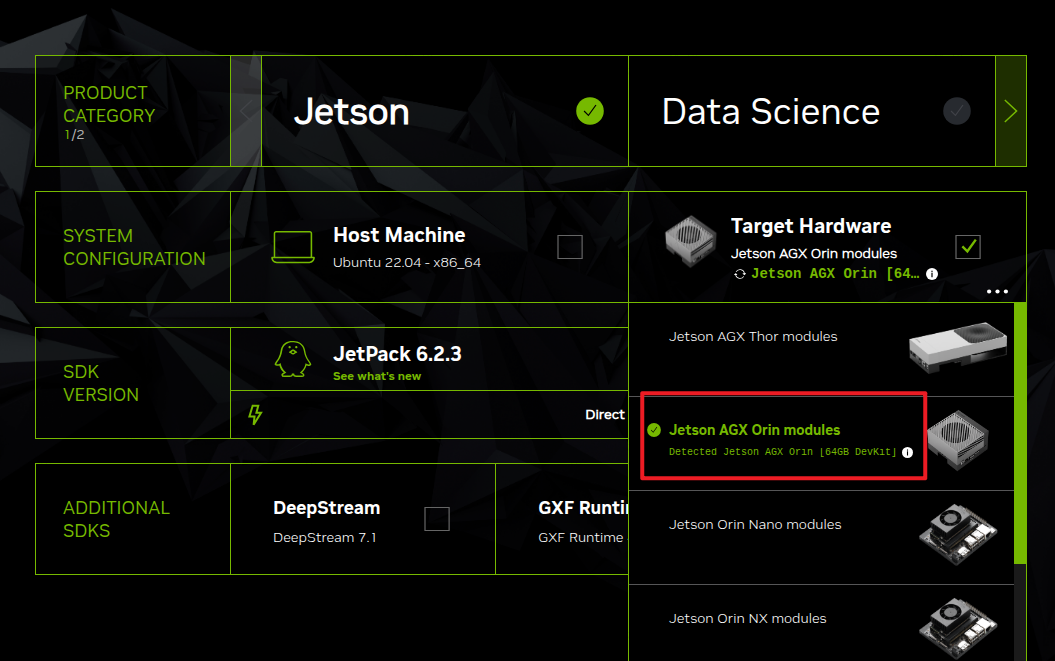 PRODUCT
CATEGORY
1/2
Jetson
Data Science
SYSTEM
CONFIGURATION
Host Machine
Ubuntu 22.04 - x86_64
Target Hardware
Jetson AGX Orin modules
Jetson AGX Orin [64…
SDK
VERSION
JetPack 6.2.3
See what's new
Direct
Jetson AGX Thor modules
Jetson AGX Orin modules
Detected Jetson AGX Orin [64GB DevKit]
Jetson Orin Nano modules
Jetson Orin NX modules
ADDITIONAL
SDKS
DeepStream
DeepStream 7.1
GXF Runti
GXF Runtime